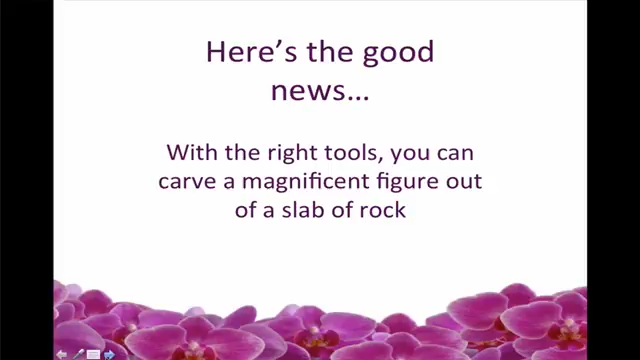 Here’s the good
news...
With the right tools, you can
carve a magnificent figure out
of a slab of rock